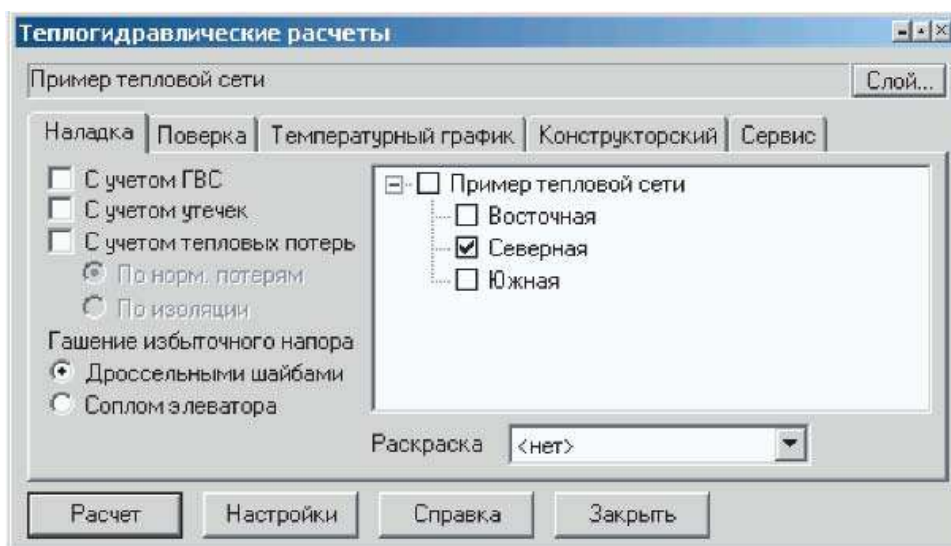 Теплогидравлические расчеты
Пример тепловой сети
Слой...
Наладка Поверка Температурный график Конструкторский Сервис
С учетом ГВС
С учетом утечек
С учетом тепловых потерь
По норм. потерям
По изоляции
Гашение избыточного напора
Дроссельными шайбами
Соплом элеватора
Пример тепловой сети
Восточная
Северная
Южная
Раскраска <нет>
Расчет Настройки Справка Закрыть